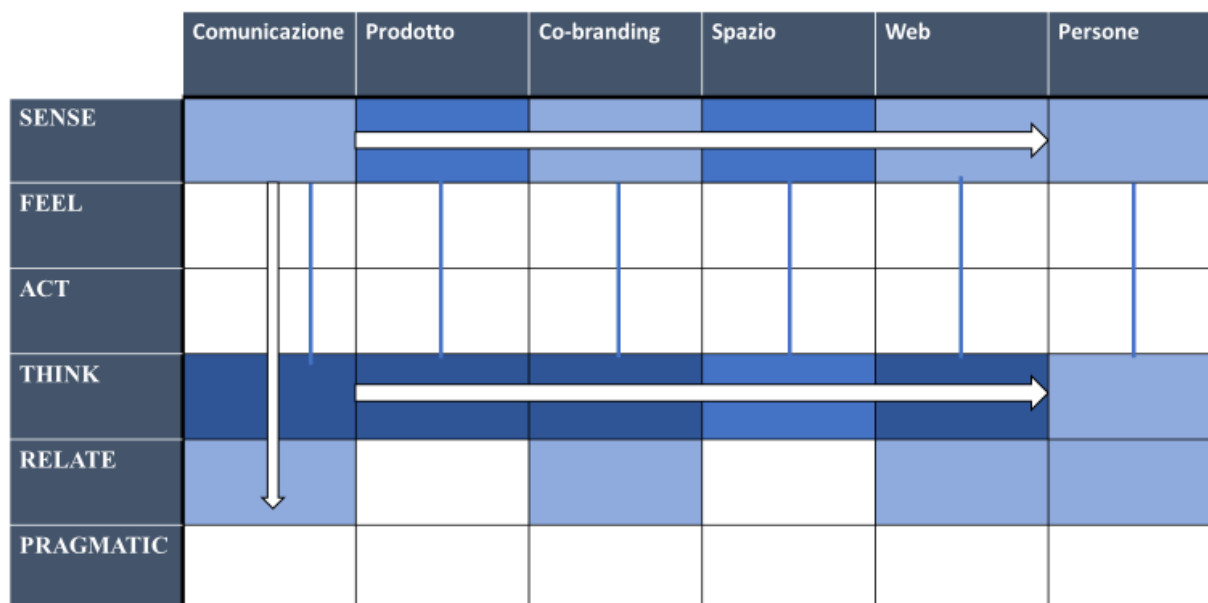 Comunicazione Prodotto Co-branding Spazio Web Persone
SENSE
FEEL
ACT
THINK
RELATE
PRAGMATIC